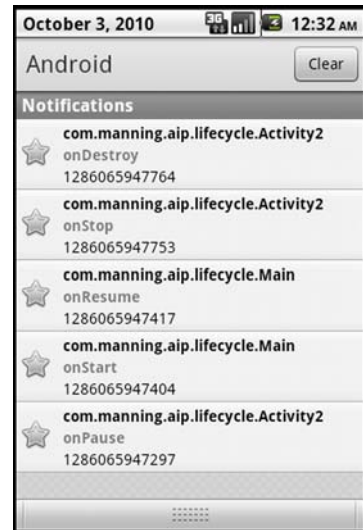 October 3, 2010 3G 12:32 AM
Android Clear
Notifications
com.manning.aip.lifecycle.Activity2
onDestroy
1286065947764
com.manning.aip.lifecycle.Activity2
onStop
1286065947753
com.manning.aip.lifecycle.Main
onResume
1286065947417
com.manning.aip.lifecycle.Main
onStart
1286065947404
com.manning.aip.lifecycle.Activity2
onPause
1286065947297